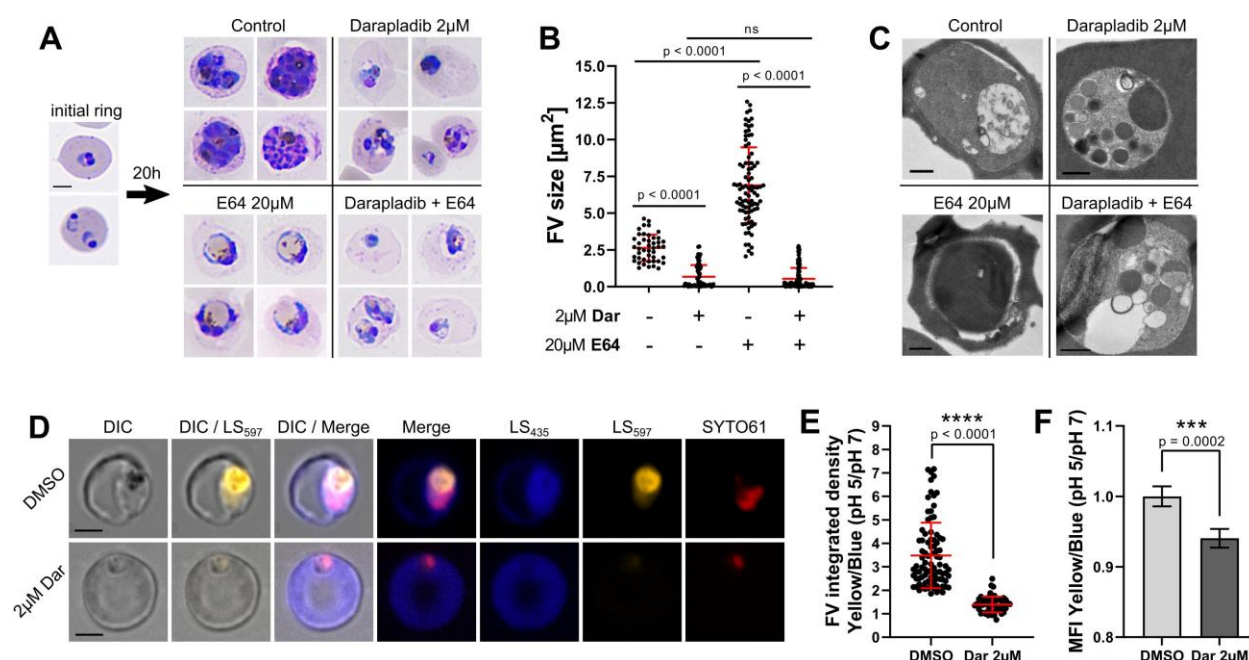 A
initial ring
20h
Control
Darapladib 2µM
E64 20µM
Darapladib + E64
B
ns
p < 0.0001
p < 0.0001
p < 0.0001
FV size [µm²]
15.0
12.5
10.0
7.5
5.0
2.5
0.0
2µM Dar - + - +
20µM E64 - - + +
C
Control
Darapladib 2µM
E64 20µM
Darapladib + E64
D
DIC
DIC / LS₅₉₇
DIC / Merge
Merge
LS₄₃₅
LS₅₉₇
SYTO61
DMSO
2µM Dar
E
****
p < 0.0001
FV integrated density
Yellow/Blue (pH 5/pH 7)
9
8
7
6
5
4
3
2
1
0
DMSO
Dar 2uM
F
***
p = 0.0002
MFI Yellow/Blue (pH 5/pH 7)
1.0
0.9
0.8
DMSO
Dar 2uM